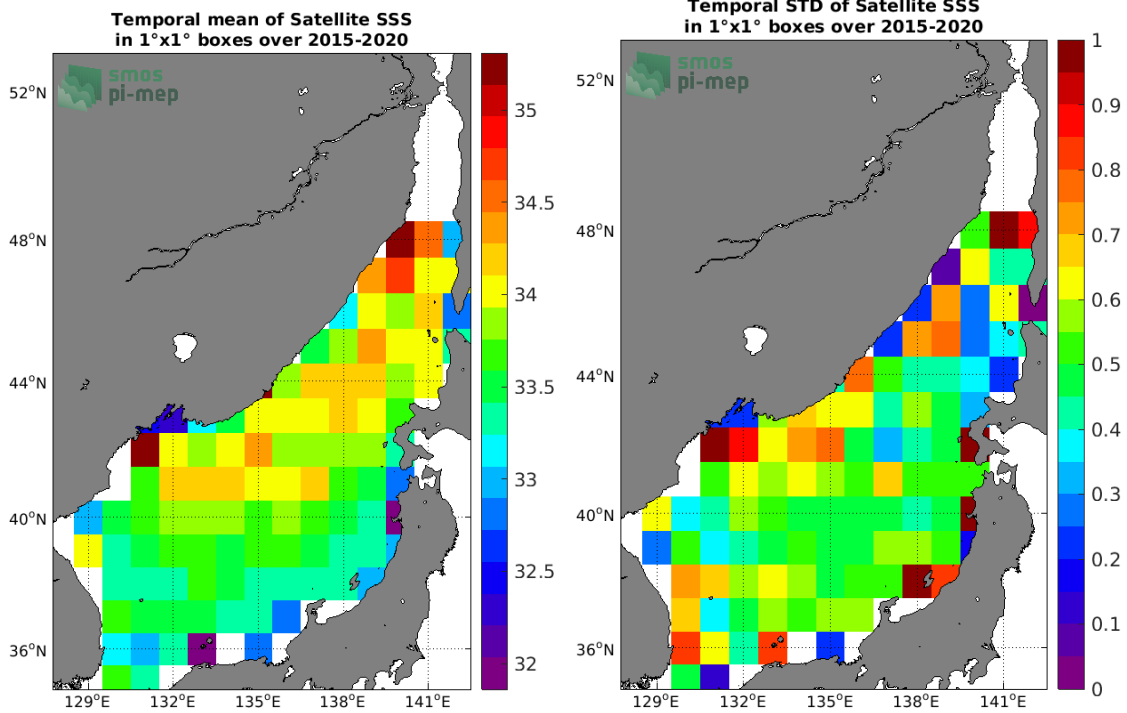 Temporal mean of Satellite SSS
in 1°x1° boxes over 2015-2020
smos
pi-mep
52°N
48°N
44°N
40°N
36°N
129°E
132°E
135°E
138°E
141°E
35
34.5
34
33.5
33
32.5
32
Temporal STD of Satellite SSS
in 1°x1° boxes over 2015-2020
smos
pi-mep
52°N
48°N
44°N
40°N
36°N
129°E
132°E
135°E
138°E
141°E
1
0.9
0.8
0.7
0.6
0.5
0.4
0.3
0.2
0.1
0